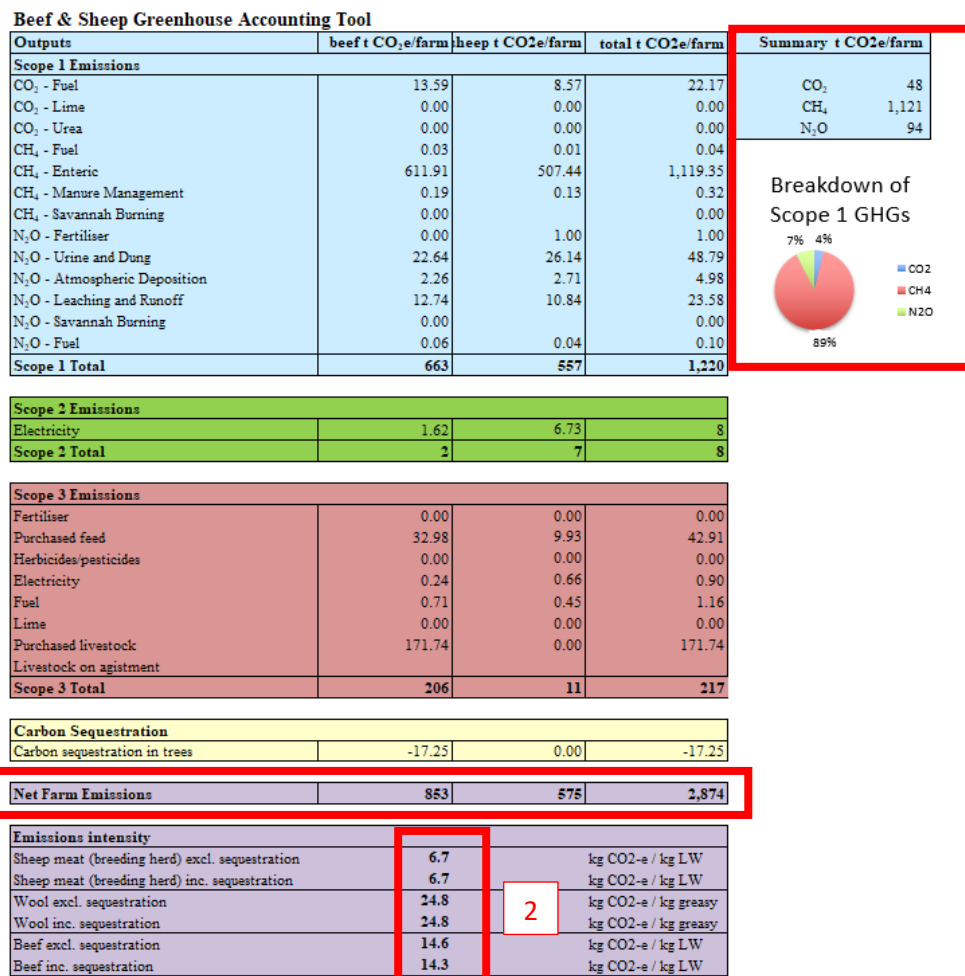 Beef & Sheep Greenhouse Accounting Tool
Outputs beef t CO₂e/farm sheep t CO2e/farm total t CO2e/farm
Scope 1 Emissions
CO₂ - Fuel 13.59 8.57 22.17
CO₂ - Lime 0.00 0.00 0.00
CO₂ - Urea 0.00 0.00 0.00
CH₄ - Fuel 0.03 0.01 0.04
CH₄ - Enteric 611.91 507.44 1,119.35
CH₄ - Manure Management 0.19 0.13 0.32
CH₄ - Savannah Burning 0.00 0.00
N₂O - Fertiliser 0.00 1.00 1.00
N₂O - Urine and Dung 22.64 26.14 48.79
N₂O - Atmospheric Deposition 2.26 2.71 4.98
N₂O - Leaching and Runoff 12.74 10.84 23.58
N₂O - Savannah Burning 0.00 0.00
N₂O - Fuel 0.06 0.04 0.10
Scope 1 Total 663 557 1,220
Summary t CO2e/farm
CO₂ 48
CH₄ 1,121
N₂O 94
Breakdown of
Scope 1 GHGs
7% 4%
CO2
CH4
N2O
89%
Scope 2 Emissions
Electricity 1.62 6.73 8
Scope 2 Total 2 7 8
Scope 3 Emissions
Fertiliser 0.00 0.00 0.00
Purchased feed 32.98 9.93 42.91
Herbicides/pesticides 0.00 0.00 0.00
Electricity 0.24 0.66 0.90
Fuel 0.71 0.45 1.16
Lime 0.00 0.00 0.00
Purchased livestock 171.74 0.00 171.74
Livestock on agistment
Scope 3 Total 206 11 217
Carbon Sequestration
Carbon sequestration in trees -17.25 0.00 -17.25
Net Farm Emissions 853 575 2,874
Emissions intensity
Sheep meat (breeding herd) excl. sequestration 6.7 kg CO2-e / kg LW
Sheep meat (breeding herd) inc. sequestration 6.7 kg CO2-e / kg LW
Wool excl. sequestration 24.8 kg CO2-e / kg greasy
Wool inc. sequestration 24.8 kg CO2-e / kg greasy
Beef excl. sequestration 14.6 kg CO2-e / kg LW
Beef inc. sequestration 14.3 kg CO2-e / kg LW
2